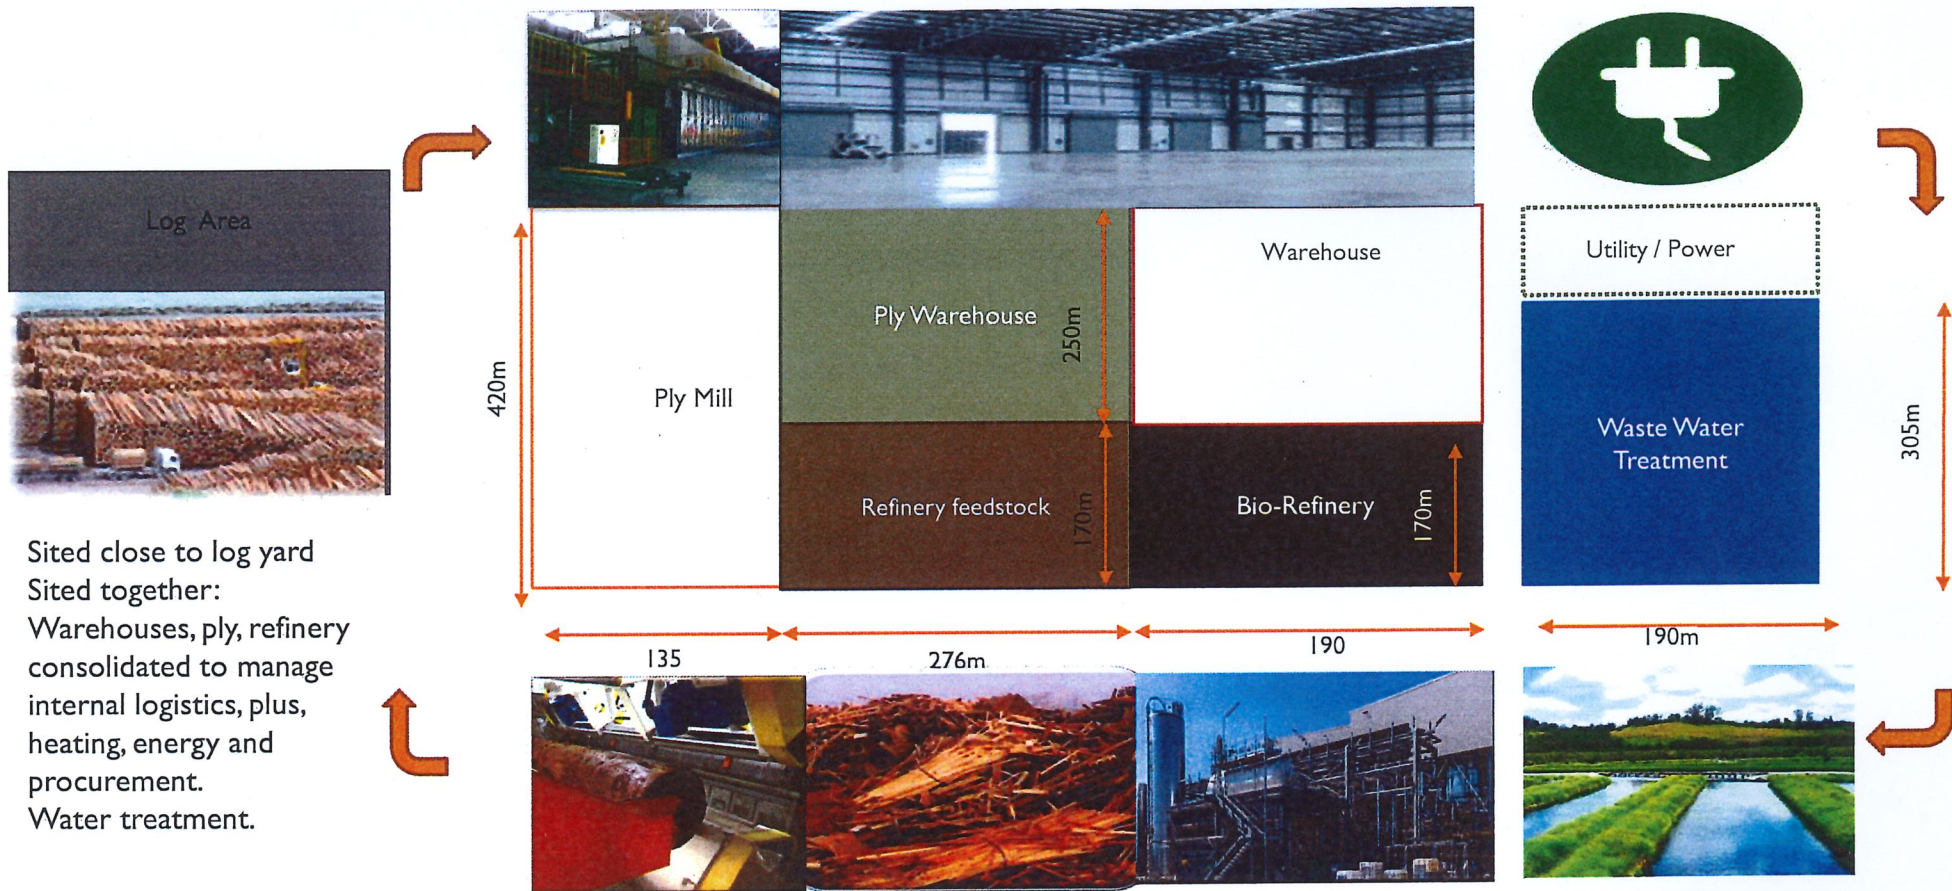 Log Area
Sited close to log yard
Sited together:
Warehouses, ply, refinery
consolidated to manage
internal logistics, plus,
heating, energy and
procurement.
Water treatment.
420m
Ply Mill
Ply Warehouse
250m
Refinery feedstock
170m
Warehouse
Bio-Refinery
170m
Utility / Power
Waste Water
Treatment
305m
135
276m
190
190m